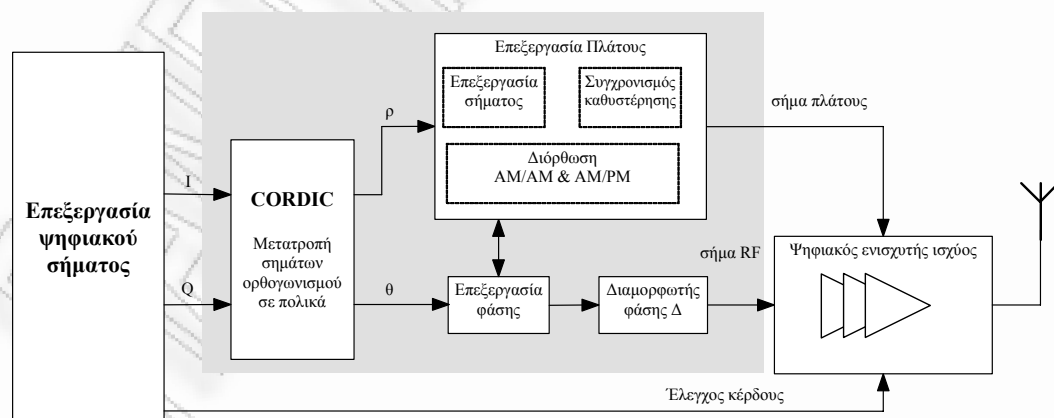 Επεξεργασία
ψηφιακού
σήματος
I
Q
CORDIC
Μετατροπή
σημάτων
ορθογωνισμού
σε πολικά
ρ
θ
Επεξεργασία Πλάτους
Επεξεργασία
σήματος
Συγχρονισμός
καθυστέρησης
Διόρθωση
AM/AM & AM/PM
Επεξεργασία
φάσης
Διαμορφωτής
φάσης Δ
σήμα πλάτους
σήμα RF
Ψηφιακός ενισχυτής ισχύος
Έλεγχος κέρδους